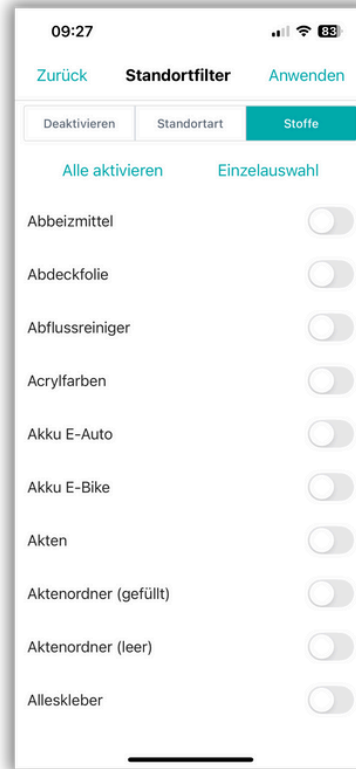 09:27 83
Zurück Standortfilter Anwenden
Deaktivieren Standortart Stoffe
Alle aktivieren Einzelauswahl
Abbeizmittel
Abdeckfolie
Abflussreiniger
Acrylfarben
Akku E-Auto
Akku E-Bike
Akten
Aktenordner (gefüllt)
Aktenordner (leer)
Alleskleber